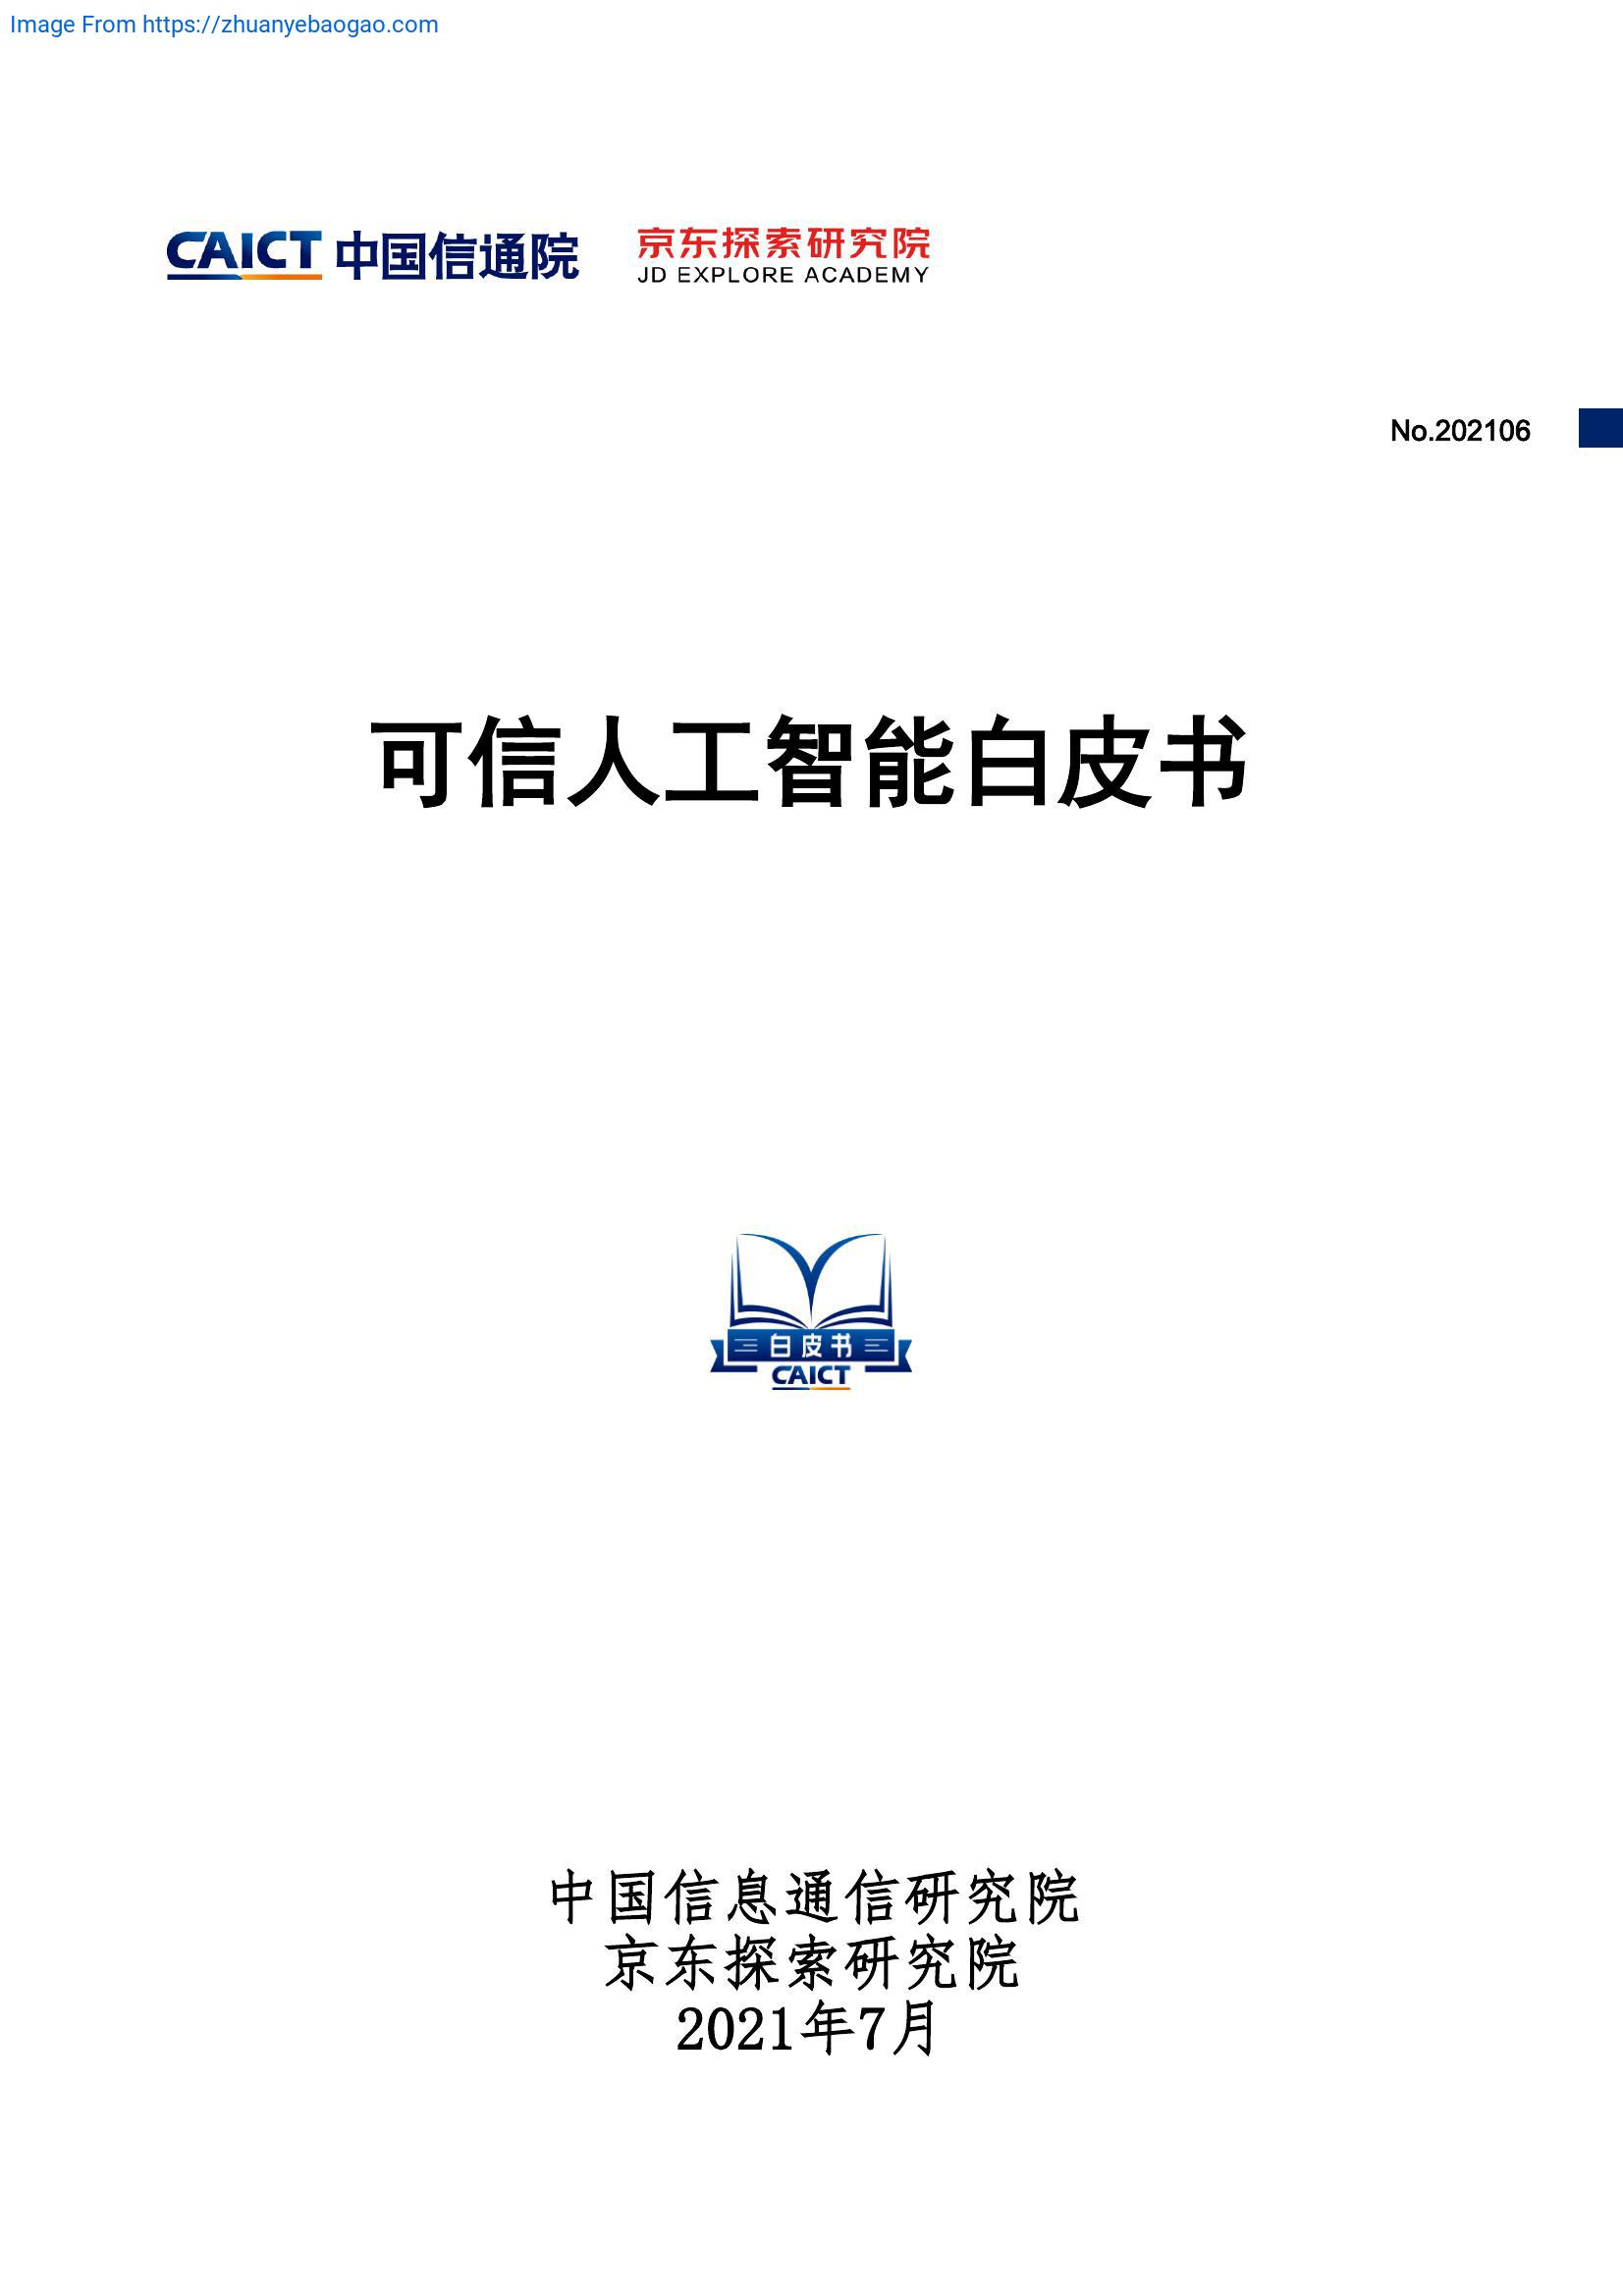 Image From https://zhuanyebaogao.com
CAICT 中国信通院
京东探索研究院
JD EXPLORE ACADEMY
No.202106
可信人工智能白皮书
白皮书
CAICT
中国信息通信研究院
京东探索研究院
2021年7月